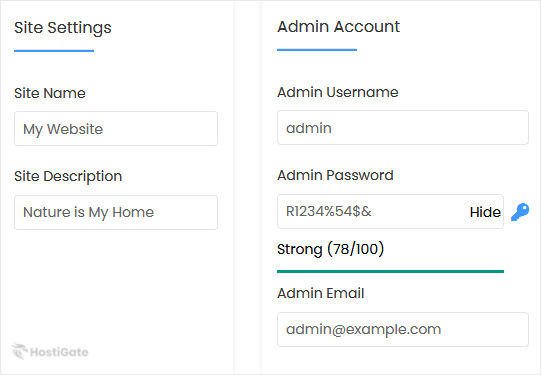 Site Settings
Site Name
My Website
Site Description
Nature is My Home
Admin Account
Admin Username
admin
Admin Password
R1234%54$& Hide
Strong (78/100)
Admin Email
admin@example.com
HostiGate